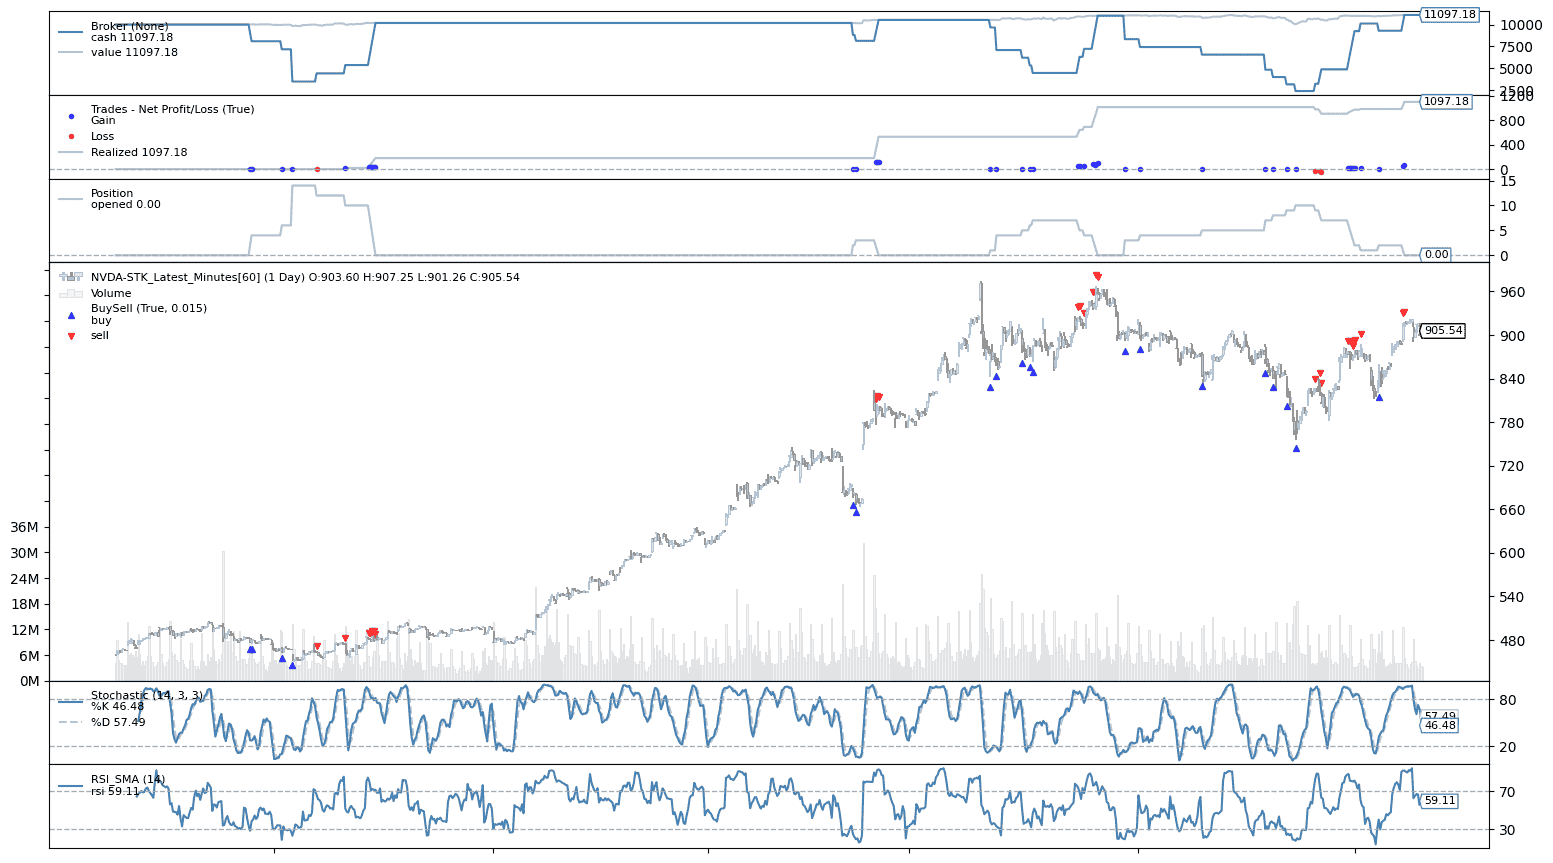 Broker (None)
cash 11097.18
value 11097.18
11097.18
10000
7500
5000
2500
Trades - Net Profit/Loss (True)
Gain
Loss
Realized 1097.18
1097.18
1200
800
400
0
Position
opened 0.00
15
10
5
0
0.00
NVDA-STK_Latest_Minutes[60] (1 Day) O:903.60 H:907.25 L:901.26 C:905.54
Volume
BuySell (True, 0.015)
buy
sell
960
900
905.54
840
780
720
660
600
540
480
36M
30M
24M
18M
12M
6M
0M
Stochastic (14, 3, 3)
%K 46.48
%D 57.49
80
57.49
46.48
20
RSI_SMA (14)
rsi 59.11
70
59.11
30